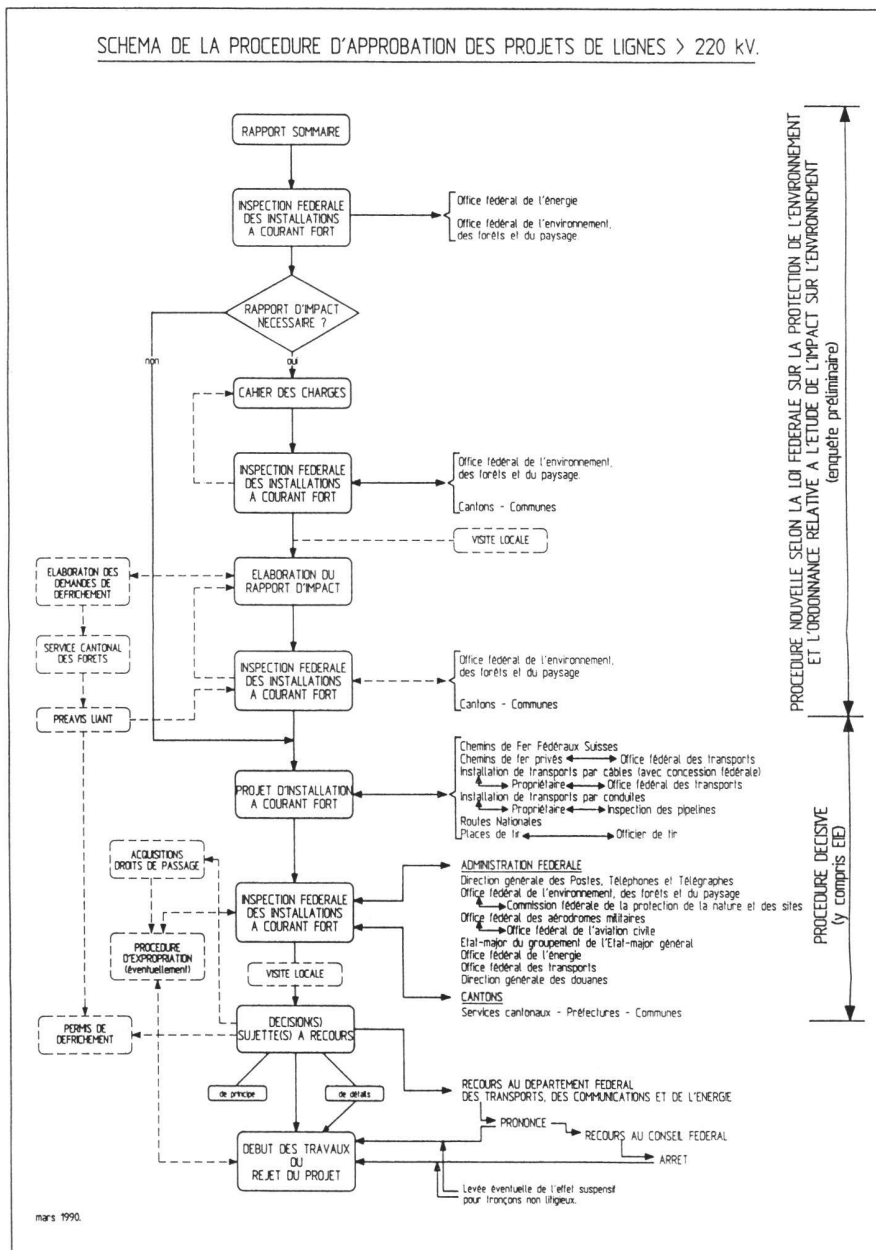 SCHEMA DE LA PROCEDURE D'APPROBATION DES PROJETS DE LIGNES > 220 kV.
RAPPORT SOMMAIRE
INSPECTION FEDERALE
DES INSTALLATIONS
A COURANT FORT
Office fédéral de l'énergie
Office fédéral de l'environnement,
des forêts et du paysage.
RAPPORT D'IMPACT
NECESSAIRE ?
non
oui
CAHIER DES CHARGES
INSPECTION FEDERALE
DES INSTALLATIONS
A COURANT FORT
Office fédéral de l'environnement,
des forêts et du paysage.
Cantons - Communes
VISITE LOCALE
ELABORATON DES
DEMANDES DE
DEFRICHEMENT
ELABORATION DU
RAPPORT D'IMPACT
SERVICE CANTONAL
DES FORETS
INSPECTION FEDERALE
DES INSTALLATIONS
A COURANT FORT
Office fédéral de l'environnement,
des forêts et du paysage
Cantons - Communes
PREAVIS LIANT
PROJET D'INSTALLATION
A COURANT FORT
Chemins de Fer Fédéraux Suisses
Chemins de fer privés Office fédéral des transports
Installation de transports par câbles (avec concession fédérale)
Propriétaire Office fédéral des transports
Installation de transports par conduites
Propriétaire Inspection des pipelines
Routes Nationales
Places de tir Officier de tir
ACQUISITIONS
DROITS DE PASSAGE
INSPECTION FEDERALE
DES INSTALLATIONS
A COURANT FORT
ADMINISTRATION FEDERALE
Direction générale des Postes, Téléphones et Télégraphes
Office fédéral de l'environnement, des forêts et du paysage
Commission fédérale de la protection de la nature et des sites
Office fédéral des aérodromes militaires
Office fédéral de l'aviation civile
Etat-major du groupement de l'Etat-major général
Office fédéral de l'énergie
Office fédéral des transports
Direction générale des douanes
CANTONS
Services cantonaux - Préfectures - Communes
PROCEDURE
D'EXPROPRIATION
(éventuellement)
VISITE LOCALE
PERMIS DE
DEFRICHEMENT
DECISION(S)
SUJETTE(S) A RECOURS
de principe
de détails
RECOURS AU DEPARTEMENT FEDERAL
DES TRANSPORTS, DES COMMUNICATIONS ET DE L'ENERGIE
PRONONCE
RECOURS AU CONSEIL FEDERAL
ARRET
DEBUT DES TRAVAUX
OU
REJET DU PROJET
Levée éventuelle de l'effet suspensif
pour tronçons non litigieux.
mars 1990.
PROCEDURE NOUVELLE SELON LA LOI FEDERALE SUR LA PROTECTION DE L'ENVIRONNEMENT
ET L'ORDONNANCE RELATIVE A L'ETUDE DE L'IMPACT SUR L'ENVIRONNEMENT
(enquête préliminaire)
PROCEDURE DECISIVE
(y compris EIE)